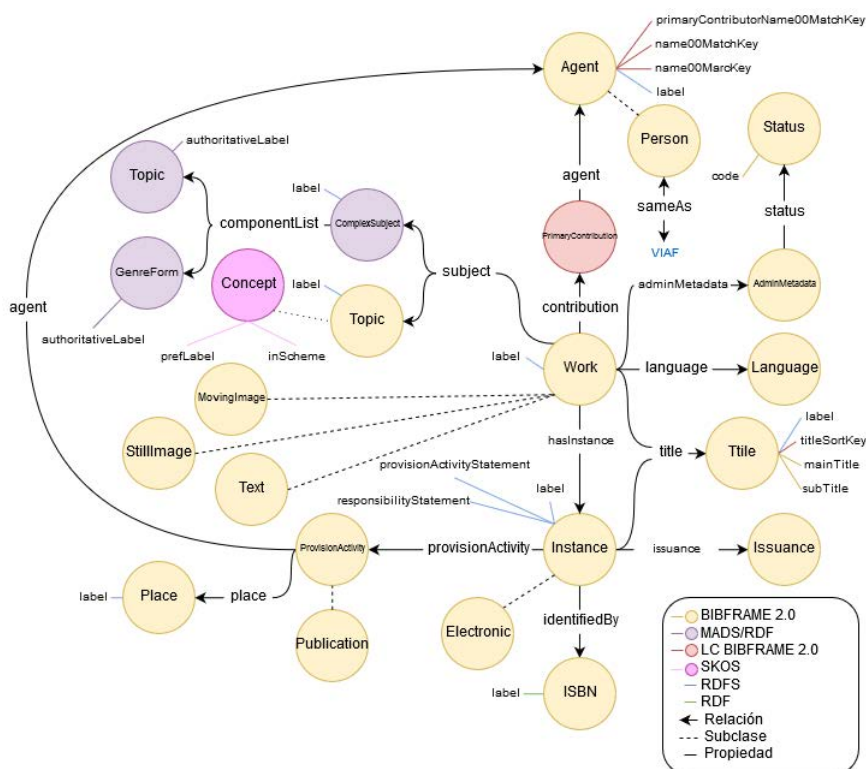 primaryContributorName00MatchKey
name00MatchKey
name00MarcKey
label
Agent
Person
Status
code
authoritativeLabel
Topic
label
ComplexSubject
componentList
agent
sameAs
status
PrimaryContribution
VIAF
GenreForm
Concept
label
subject
contribution
adminMetadata
AdminMetadata
agent
authoritativeLabel
Topic
prefLabel
inScheme
label
Work
language
Language
MovingImage
hasInstance
label
titleSortKey
mainTitle
subTitle
StillImage
Text
title
Ttile
provisionActivityStatement
responsibilityStatement
label
ProvisionActivity
provisionActivity
Instance
issuance
Issuance
label
Place
place
Publication
Electronic
identifiedBy
label
ISBN
BIBFRAME 2.0
MADS/RDF
LC BIBFRAME 2.0
SKOS
RDFS
RDF
Relación
Subclase
Propiedad